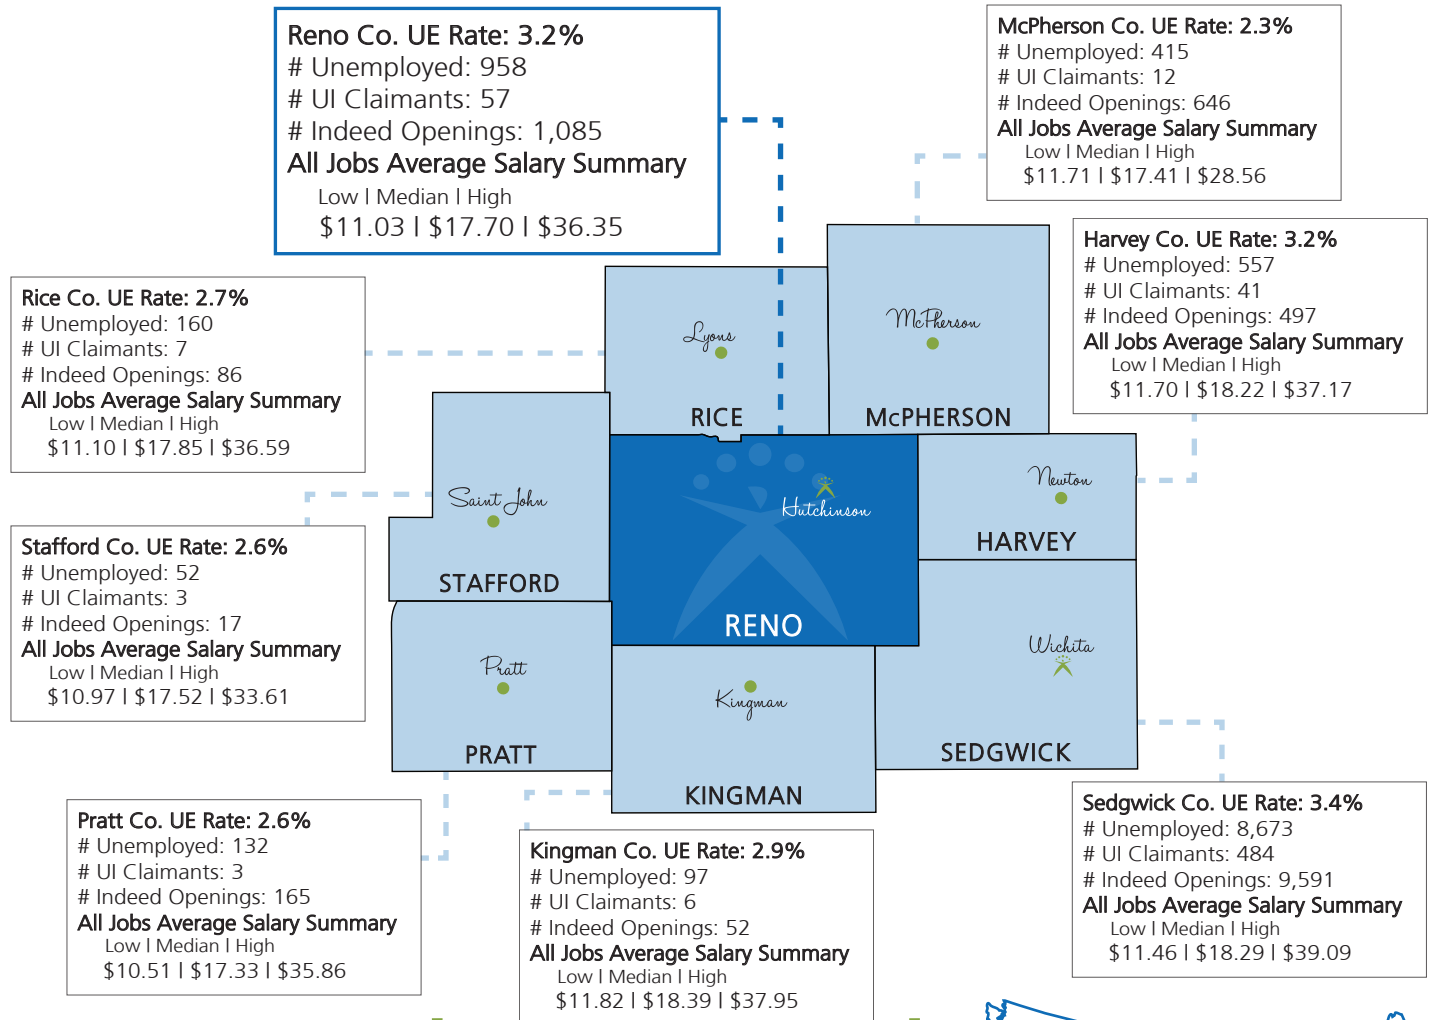 Reno Co. UE Rate: 3.2%
# Unemployed: 958
# UI Claimants: 57
# Indeed Openings: 1,085
All Jobs Average Salary Summary
Low | Median | High
$11.03 | $17.70 | $36.35
McPherson Co. UE Rate: 2.3%
# Unemployed: 415
# UI Claimants: 12
# Indeed Openings: 646
All Jobs Average Salary Summary
Low | Median | High
$11.71 | $17.41 | $28.56
Harvey Co. UE Rate: 3.2%
# Unemployed: 557
# UI Claimants: 41
# Indeed Openings: 497
All Jobs Average Salary Summary
Low | Median | High
$11.70 | $18.22 | $37.17
Rice Co. UE Rate: 2.7%
# Unemployed: 160
# UI Claimants: 7
# Indeed Openings: 86
All Jobs Average Salary Summary
Low | Median | High
$11.10 | $17.85 | $36.59
Lyons
RICE
McPherson
McPHERSON
Saint John
STAFFORD
Hutchinson
RENO
Newton
HARVEY
Stafford Co. UE Rate: 2.6%
# Unemployed: 52
# UI Claimants: 3
# Indeed Openings: 17
All Jobs Average Salary Summary
Low | Median | High
$10.97 | $17.52 | $33.61
Pratt
PRATT
Kingman
KINGMAN
Wichita
SEDGWICK
Pratt Co. UE Rate: 2.6%
# Unemployed: 132
# UI Claimants: 3
# Indeed Openings: 165
All Jobs Average Salary Summary
Low | Median | High
$10.51 | $17.33 | $35.86
Kingman Co. UE Rate: 2.9%
# Unemployed: 97
# UI Claimants: 6
# Indeed Openings: 52
All Jobs Average Salary Summary
Low | Median | High
$11.82 | $18.39 | $37.95
Sedgwick Co. UE Rate: 3.4%
# Unemployed: 8,673
# UI Claimants: 484
# Indeed Openings: 9,591
All Jobs Average Salary Summary
Low | Median | High
$11.46 | $18.29 | $39.09